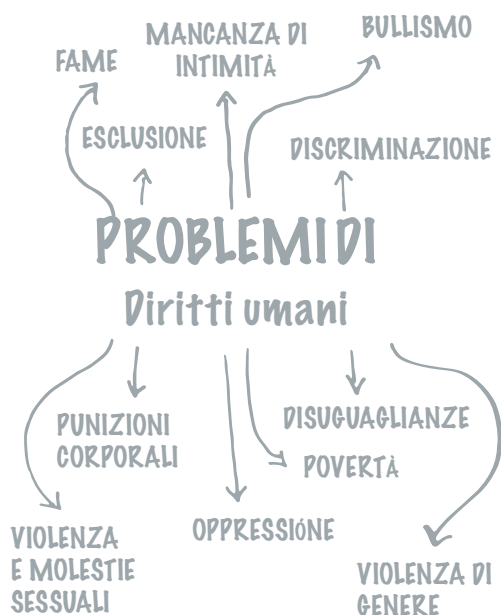 BULLISMO
MANCANZA DI
INTIMITÀ
FAME
ESCLUSIONE
DISCRIMINAZIONE
PROBLEMI DI
Diritti umani
PUNIZIONI
CORPORALI
DISUGUAGLIANZE
POVERTÀ
VIOLENZA
E MOLESTIE
SESSUALI
OPPRESSIóNE
VIOLENZA DI
GENERE